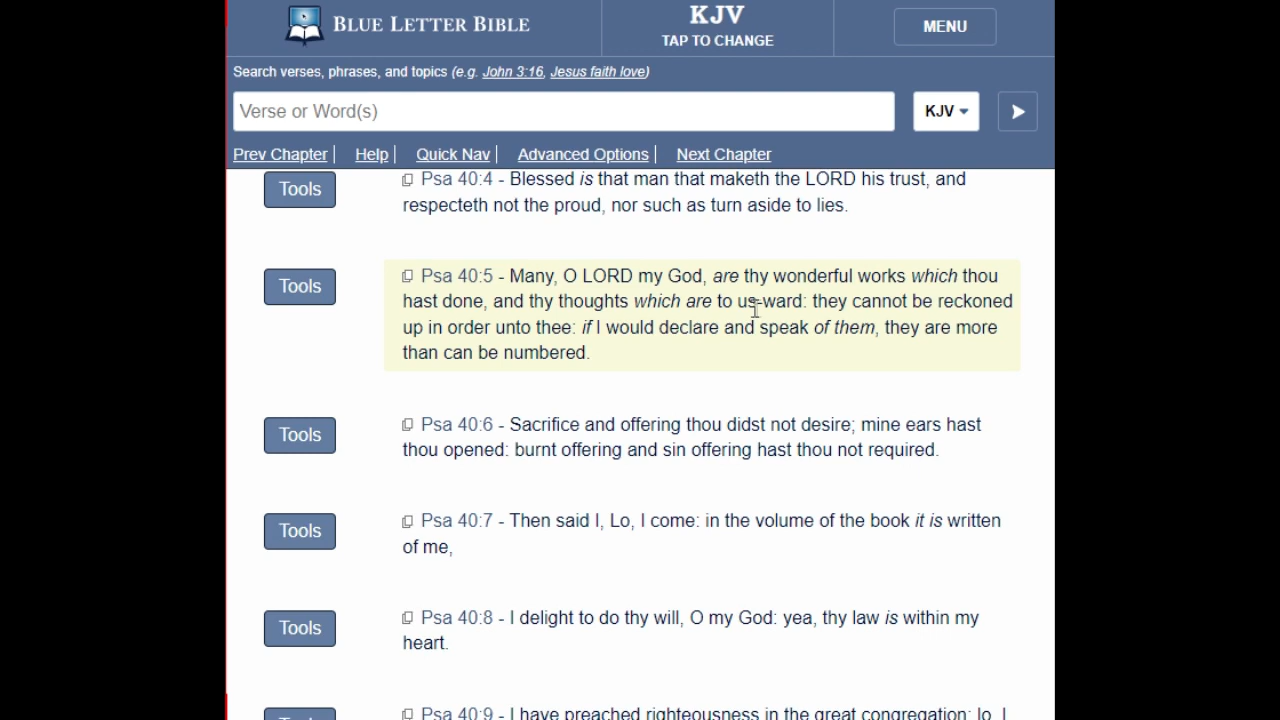 BLUE LETTER BIBLE
KJV
TAP TO CHANGE
MENU
Search verses, phrases, and topics (e.g. John 3:16, Jesus faith love)
Verse or Word(s)
KJV
Prev Chapter | Help | Quick Nav | Advanced Options | Next Chapter
Tools
Psa 40:4 - Blessed is that man that maketh the LORD his trust, and
respecteth not the proud, nor such as turn aside to lies.
Tools
Psa 40:5 - Many, O LORD my God, are thy wonderful works which thou
hast done, and thy thoughts which are to us-ward: they cannot be reckoned
up in order unto thee: if I would declare and speak of them, they are more
than can be numbered.
Tools
Psa 40:6 - Sacrifice and offering thou didst not desire; mine ears hast
thou opened: burnt offering and sin offering hast thou not required.
Tools
Psa 40:7 - Then said I, Lo, I come: in the volume of the book it is written
of me,
Tools
Psa 40:8 - I delight to do thy will, O my God: yea, thy law is within my
heart.
Tools
Psa 40:9 - I have preached righteousness in the great congregation: lo, I